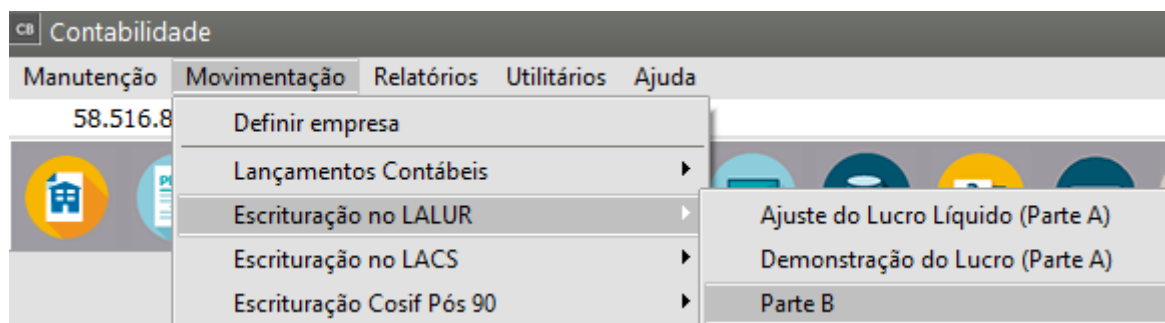 CB Contabilidade
Manutenção Movimentação Relatórios Utilitários Ajuda
58.516.8
Definir empresa
Lançamentos Contábeis
Escrituração no LALUR
Ajuste do Lucro Líquido (Parte A)
Escrituração no LACS
Demonstração do Lucro (Parte A)
Escrituração Cosif Pós 90
Parte B